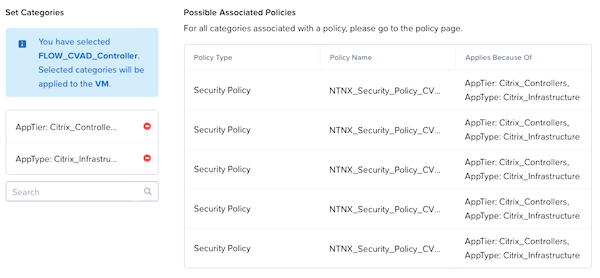 Set Categories
You have selected
FLOW_CVAD_Controller.
Selected categories will be
applied to the VM.
AppTier: Citrix_Controlle...
AppType: Citrix_Infrastru...
Search
Possible Associated Policies
For all categories associated with a policy, please go to the policy page.
Policy Type Policy Name Applies Because Of
Security Policy NTNX_Security_Policy_CV... AppTier: Citrix_Controllers,
AppType: Citrix_Infrastructure
Security Policy NTNX_Security_Policy_CV... AppTier: Citrix_Controllers,
AppType: Citrix_Infrastructure
Security Policy NTNX_Security_Policy_CV... AppTier: Citrix_Controllers,
AppType: Citrix_Infrastructure
Security Policy NTNX_Security_Policy_CV... AppTier: Citrix_Controllers,
AppType: Citrix_Infrastructure
Security Policy NTNX_Security_Policy_CV... AppTier: Citrix_Controllers,
AppType: Citrix_Infrastructure